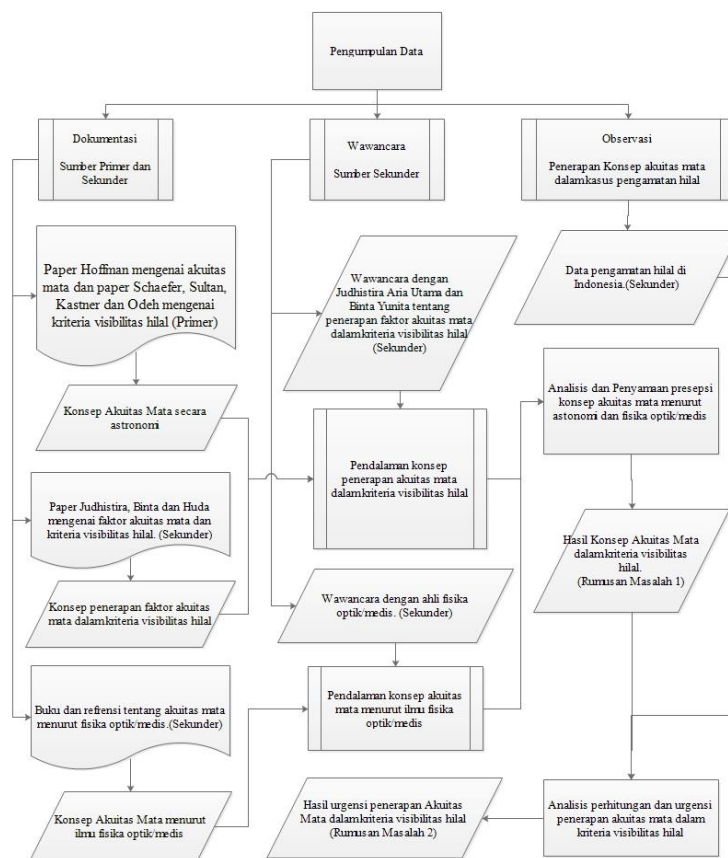 Pengumpulan Data
Dokumentasi
Sumber Primer dan
Sekunder
Wawancara
Sumber Sekunder
Observasi
Penerapan Konsep akuitas mata
dalamkasus pengamatan hilal
Paper Hoffman mengenai akuitas
mata dan paper Schaefer, Sultan,
Kastner dan Odeh mengenai
kriteria visibilitas hilal (Primer)
Wawancara dengan
Judhistira Aria Utama dan
Binta Yunita tentang
penerapan faktor akuitas mata
dalamkriteria visibilitas hilal
(Sekunder)
Data pengamatan hilal di
Indonesia.(Sekunder)
Konsep Akuitas Mata secara
astronomi
Pendalaman konsep
penerapan akuitas mata
dalamkriteria visibilitas hilal
Analisis dan Penyamaan presepsi
konsep akuitas mata menurut
astonomi dan fisika optik/medis
Paper Judhistira, Binta dan Huda
mengenai faktor akuitas mata dan
kriteria visibilitas hilal. (Sekunder)
Hasil Konsep Akuitas Mata
dalamkriteria visibilitas
hilal.
(Rumusan Masalah 1)
Konsep penerapan faktor akuitas
mata dalamkriteria visibilitas hilal
Wawancara dengan ahli fisika
optik/medis. (Sekunder)
Buku dan refrensi tentang akuitas mata
menurut fisika optik/medis.(Sekunder)
Pendalaman konsep akuitas
mata menurut ilmu fisika
optik/medis
Konsep Akuitas Mata menurut
ilmu fisika optik/medis
Hasil urgensi penerapan Akuitas
Mata dalamkriteria visibilitas hilal
(Rumusan Masalah 2)
Analisis perhitungan dan urgensi
penerapan akuitas mata dalam
kriteria visibilitas hilal